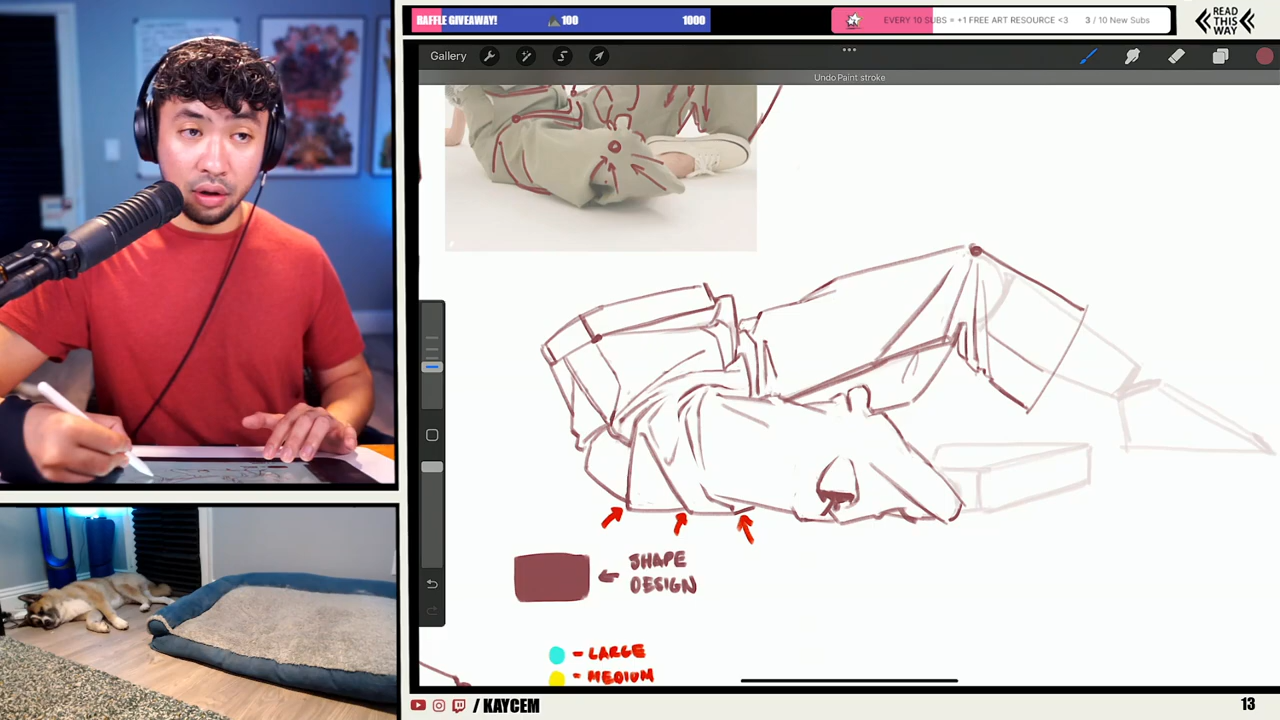 RAFFLE GIVEAWAY!
100
1000
EVERY 10 SUBS = +1 FREE ART RESOURCE <3
3 / 10 New Subs
READ
THIS
WAY
Gallery
Undo Paint stroke
SHAPE
DESIGN
- LARGE
- MEDIUM
/ KAYCEM
13